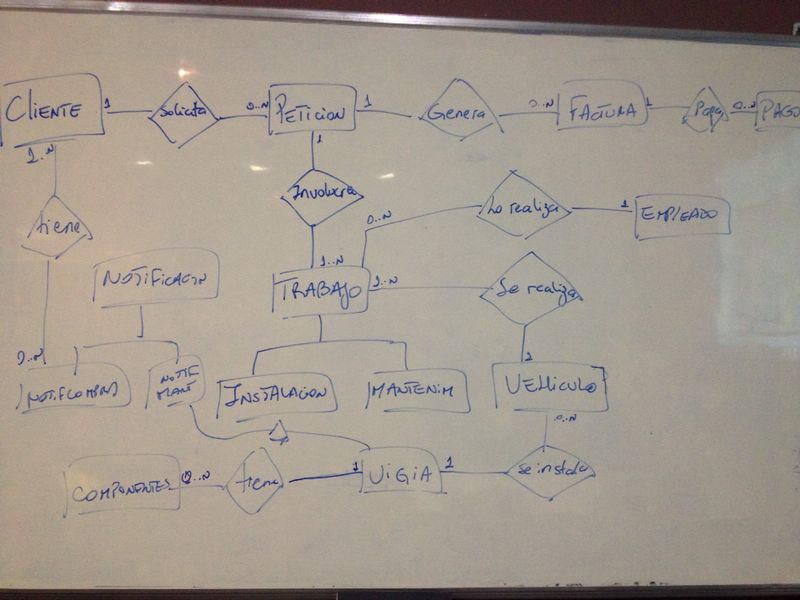 CLIENTE
1
Solicita
0..N
PETICION
1
Genera
0..N
FACTURA
1
Paga
0..N
PAGO
1..N
tiene
1
Involucra
0..N
Lo realiza
1
EMPLEADO
NOTIFICACION
1..N
TRABAJO
1..N
Se realiza
0..N
NOTIF
MANT
INSTALACION
MANTENIM
1
VEHICULO
0..N
COMPONENTES
0..N
tiene
1
VIGIA
1
se instala